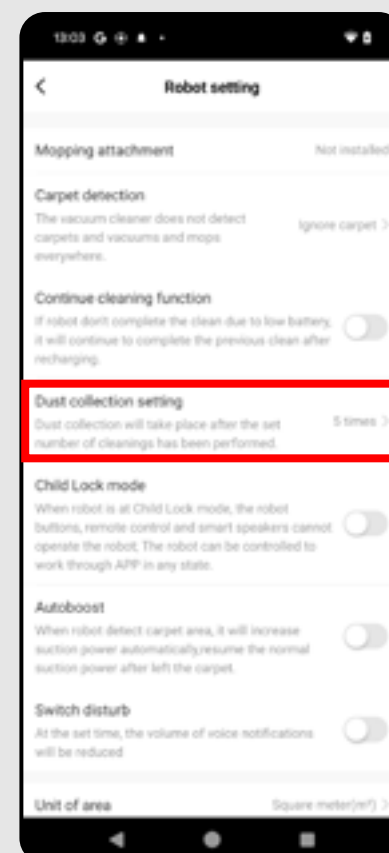 13:03 G
Robot setting
Mopping attachment Not installed
Carpet detection
The vacuum cleaner does not detect
carpets and vacuums and mops
everywhere.
Ignore carpet >
Continue cleaning function
If robot don't complete the clean due to low battery,
it will continue to complete the previous clean after
recharging.
Dust collection setting
Dust collection will take place after the set
number of cleanings has been performed.
5 times >
Child Lock mode
When robot is at Child Lock mode, the robot
buttons, remote control and smart speakers cannot
operate the robot; The robot can be controlled to
work through APP in any state.
Autoboost
When robot detect carpet area, it will increase
suction power automatically,resume the normal
suction power after left the carpet.
Switch disturb
At the set time, the volume of voice notifications
will be reduced
Unit of area Square meter(m²) >